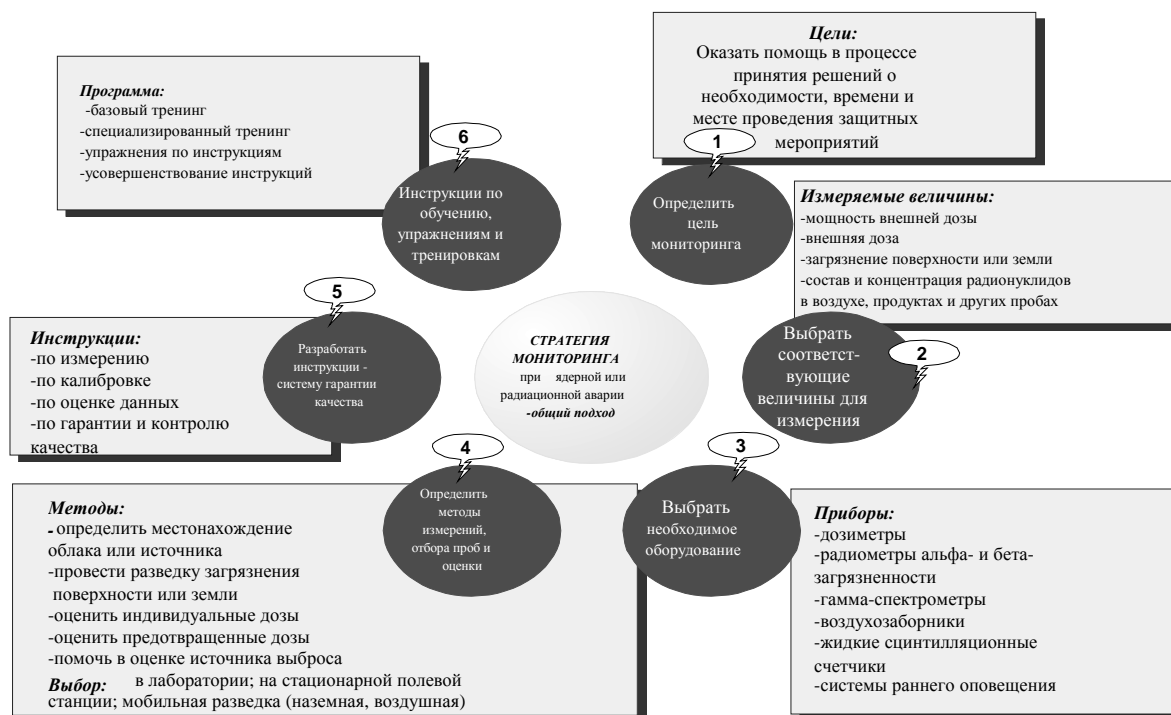 Цели:
Оказать помощь в процессе
принятия решений о
необходимости, времени и
месте проведения защитных
мероприятий
1
Определить
цель
мониторинга
Измеряемые величины:
-мощность внешней дозы
-внешняя доза
-загрязнение поверхности или земли
-состав и концентрация радионуклидов
в воздухе, продуктах и других пробах
2
Выбрать
соответст-
вующие
величины для
измерения
3
Выбрать
необходимое
оборудование
Приборы:
-дозиметры
-радиометры альфа- и бета-
загрязненности
-гамма-спектрометры
-воздухозаборники
-жидкие сцинтилляционные
счетчики
-системы раннего оповещения
4
Определить
методы
измерений,
отбора проб и
оценки
Методы:
- определить местонахождение
облака или источника
-провести разведку загрязнения
поверхности или земли
-оценить индивидуальные дозы
-оценить предотвращенные дозы
-помочь в оценке источника выброса
Выбор: в лаборатории; на стационарной полевой
станции; мобильная разведка (наземная, воздушная)
5
Разработать
инструкции -
систему гарантии
качества
Инструкции:
-по измерению
-по калибровке
-по оценке данных
-по гарантии и контролю
качества
6
Инструкции по
обучению,
упражнениям и
тренировкам
Программа:
-базовый тренинг
-специализированный тренинг
-упражнения по инструкциям
-усовершенствование инструкций
СТРАТЕГИЯ
МОНИТОРИНГА
при ядерной или
радиационной аварии
-общий подход